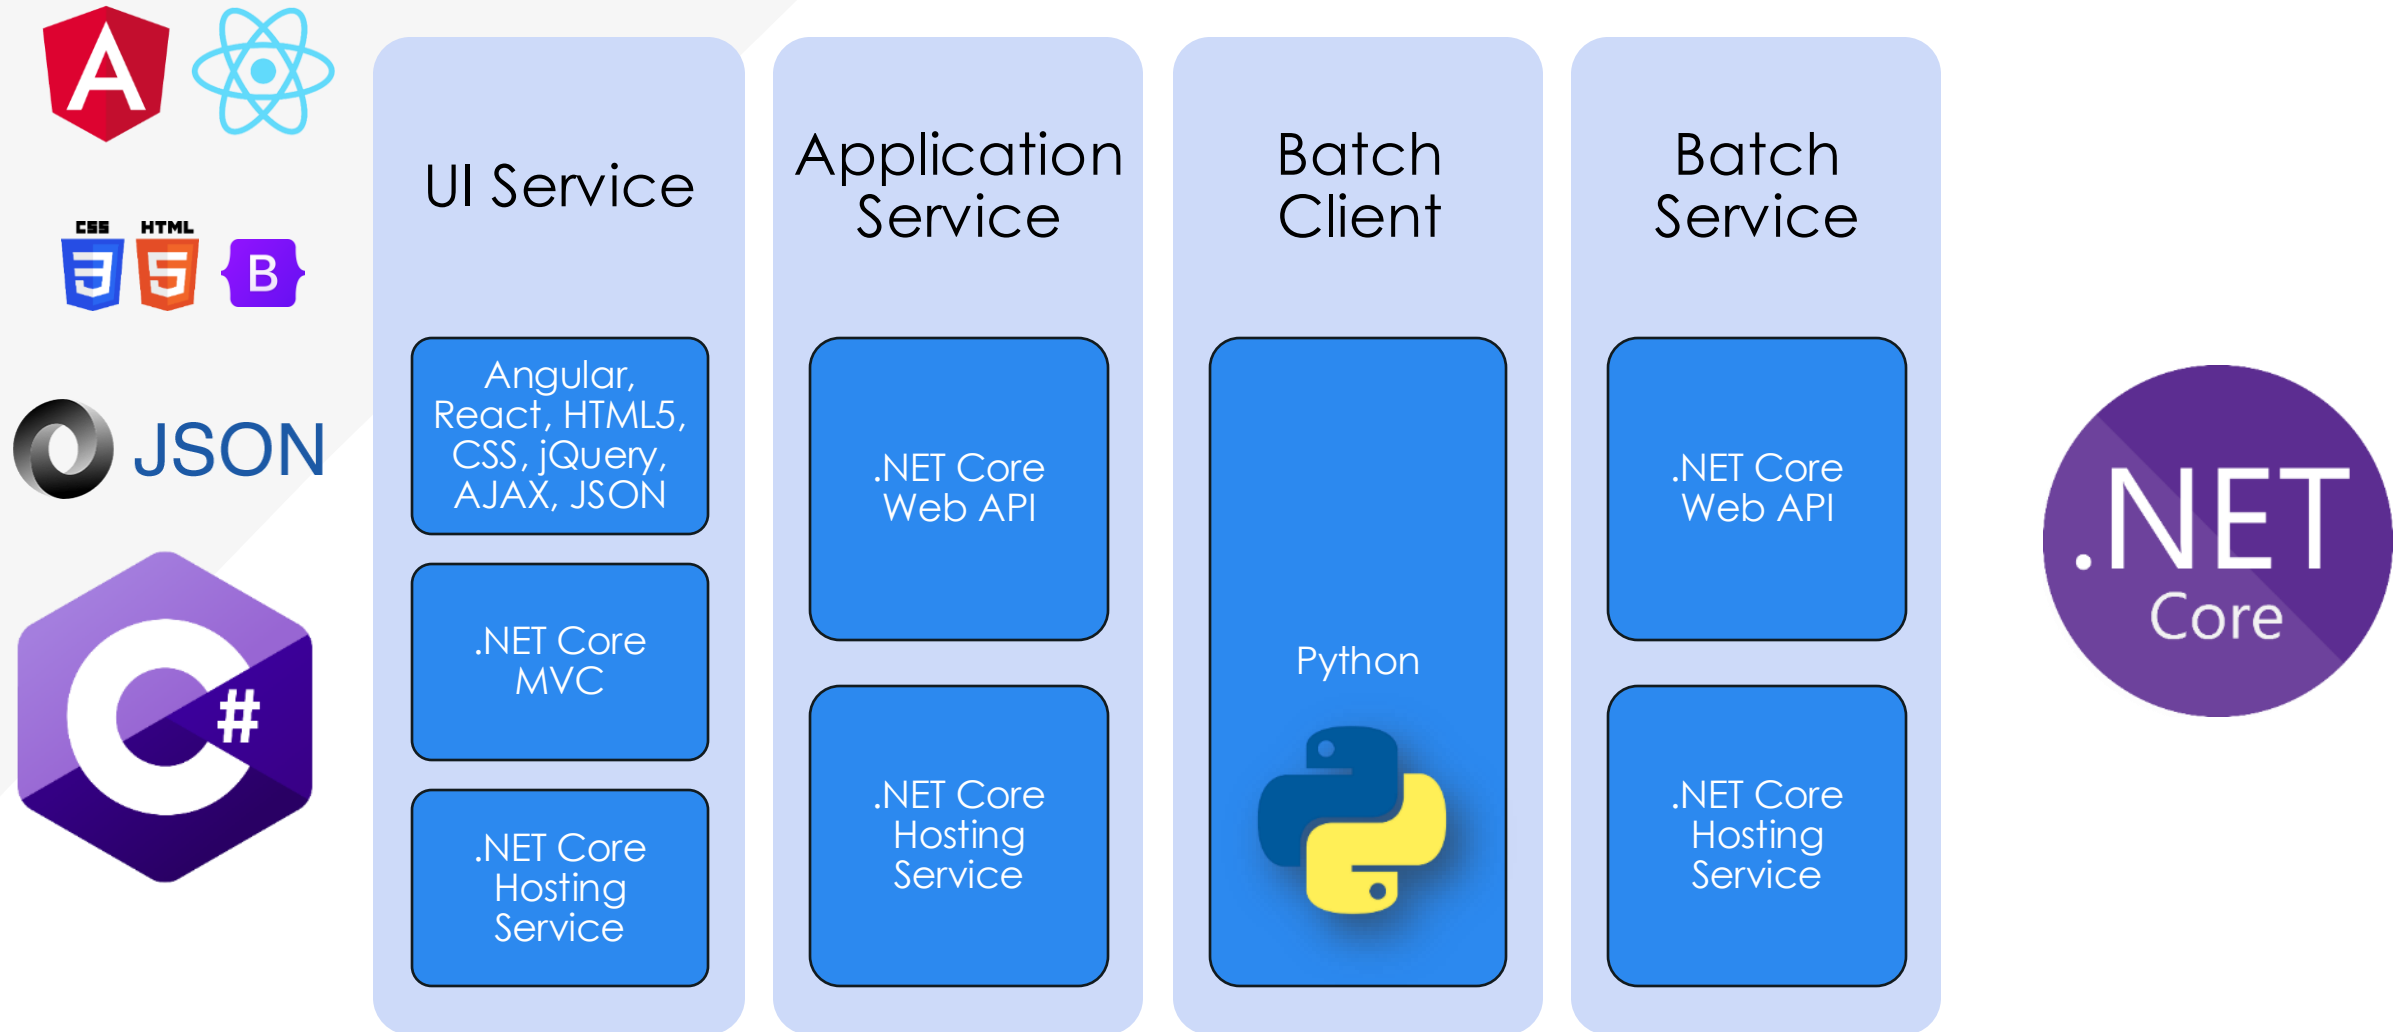 A
CSS HTML
3 5 B
JSON
C#
UI Service
Angular,
React, HTML5,
CSS, jQuery,
AJAX, JSON
.NET Core
MVC
.NET Core
Hosting
Service
Application
Service
.NET Core
Web API
.NET Core
Hosting
Service
Batch
Client
Python
Batch
Service
.NET Core
Web API
.NET Core
Hosting
Service
.NET
Core